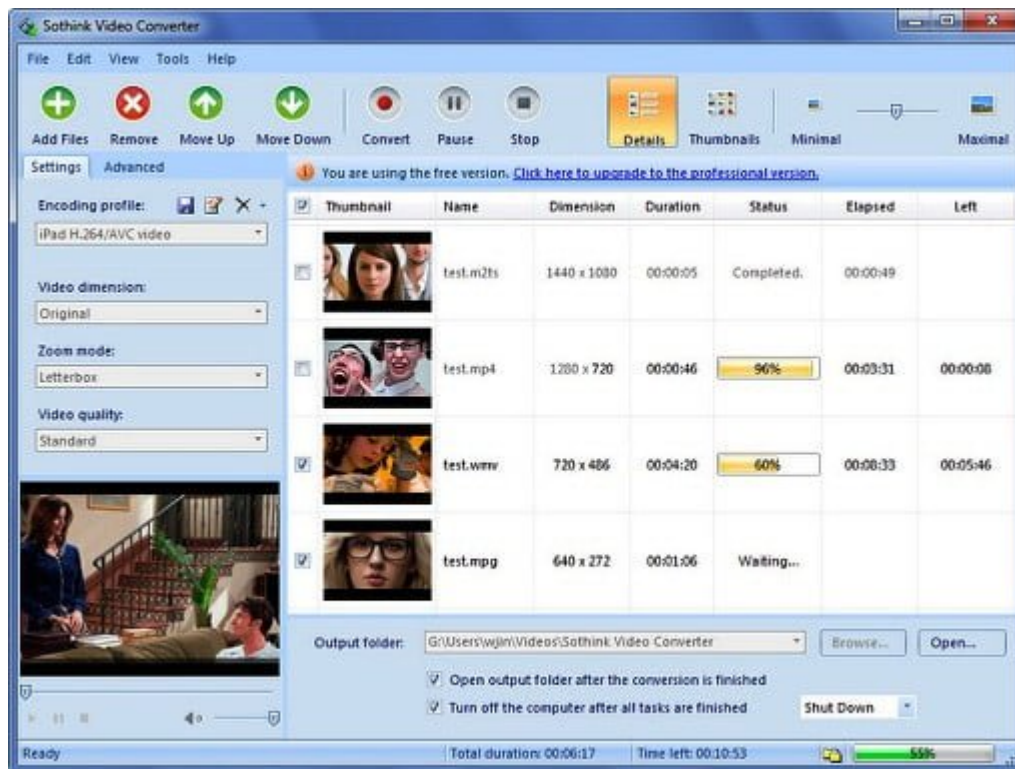 Sothink Video Converter
File Edit View Tools Help
Add Files Remove Move Up Move Down Convert Pause Stop Details Thumbnails Minimal Maximal
Settings Advanced
You are using the free version. Click here to upgrade to the professional version.
Encoding profile:
iPad H.264/AVC video
Video dimension:
Original
Zoom mode:
Letterbox
Video quality:
Standard
Thumbnail Name Dimension Duration Status Elapsed Left
test.m2ts 1440 x 1080 00:00:05 Completed. 00:00:49
test.mp4 1280 x 720 00:00:46 96% 00:03:31 00:00:08
test.wmv 720 x 486 00:04:20 60% 00:08:33 00:05:46
test.mpg 640 x 272 00:01:06 Waiting...
Output folder: G:\Users\wjin\Videos\Sothink Video Converter Browse... Open...
Open output folder after the conversion is finished
Turn off the computer after all tasks are finished Shut Down
Ready Total duration: 00:06:17 Time left: 00:10:53 55%